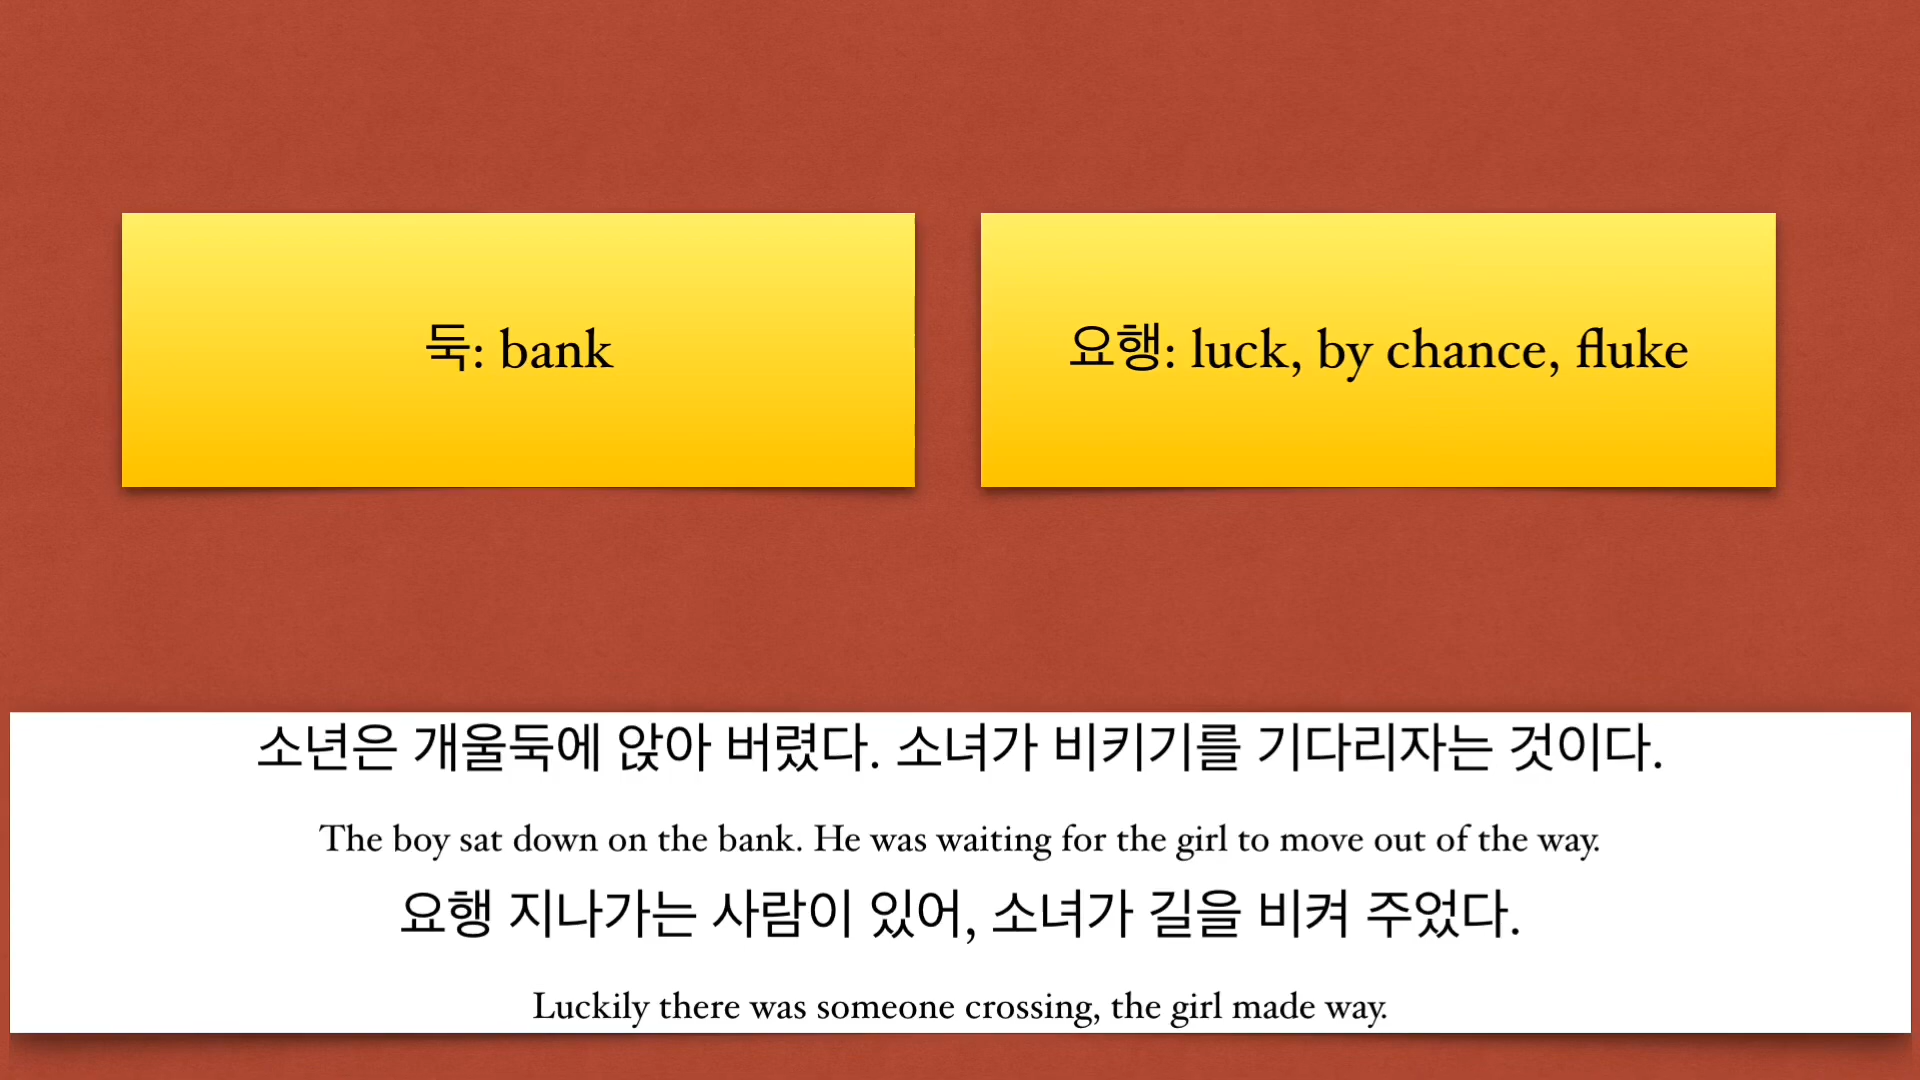 둑: bank
요행: luck, by chance, fluke
소년은 개울둑에 앉아 버렸다. 소녀가 비키기를 기다리자는 것이다.
The boy sat down on the bank. He was waiting for the girl to move out of the way.
요행 지나가는 사람이 있어, 소녀가 길을 비켜 주었다.
Luckily there was someone crossing, the girl made way.